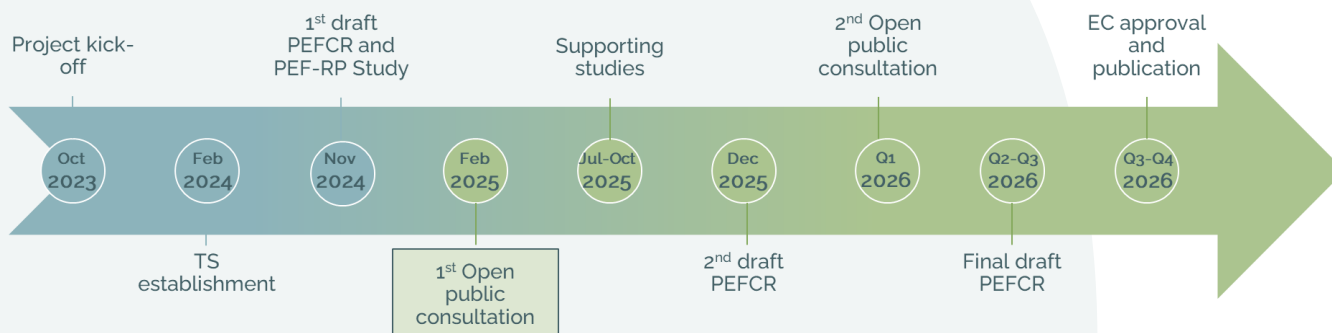 Project kick-
off
1st draft
PEFCR and
PEF-RP Study
Supporting
studies
2nd Open
public
consultation
EC approval
and
publication
Oct
2023
Feb
2024
Nov
2024
Feb
2025
Jul-Oct
2025
Dec
2025
Q1
2026
Q2-Q3
2026
Q3-Q4
2026
TS
establishment
1st Open
public
consultation
2nd draft
PEFCR
Final draft
PEFCR